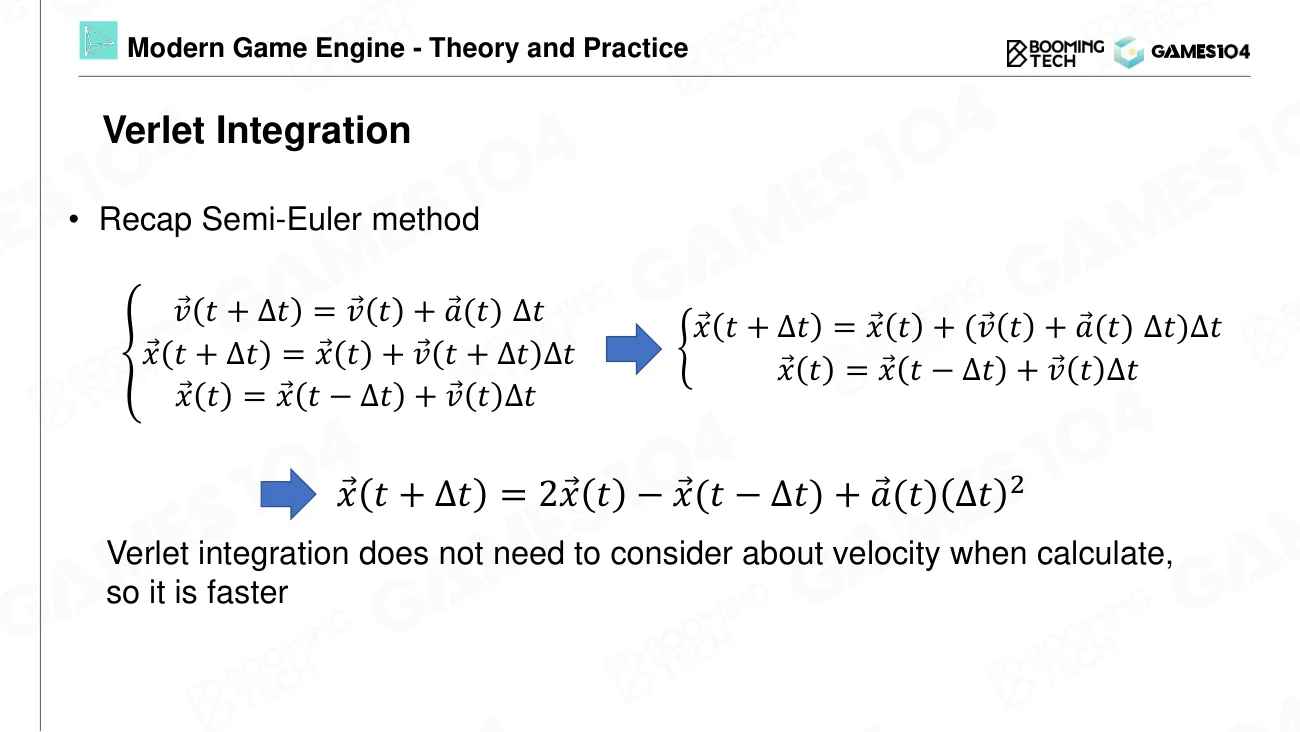 Modern Game Engine - Theory and Practice
BOOMING
TECH
GAMES104
Verlet Integration
• Recap Semi-Euler method
v⃗(t + Δt) = v⃗(t) + a⃗(t) Δt
x⃗(t + Δt) = x⃗(t) + v⃗(t + Δt)Δt
x⃗(t) = x⃗(t − Δt) + v⃗(t)Δt
x⃗(t + Δt) = x⃗(t) + (v⃗(t) + a⃗(t) Δt)Δt
x⃗(t) = x⃗(t − Δt) + v⃗(t)Δt
x⃗(t + Δt) = 2x⃗(t) − x⃗(t − Δt) + a⃗(t)(Δt)²
Verlet integration does not need to consider about velocity when calculate,
so it is faster